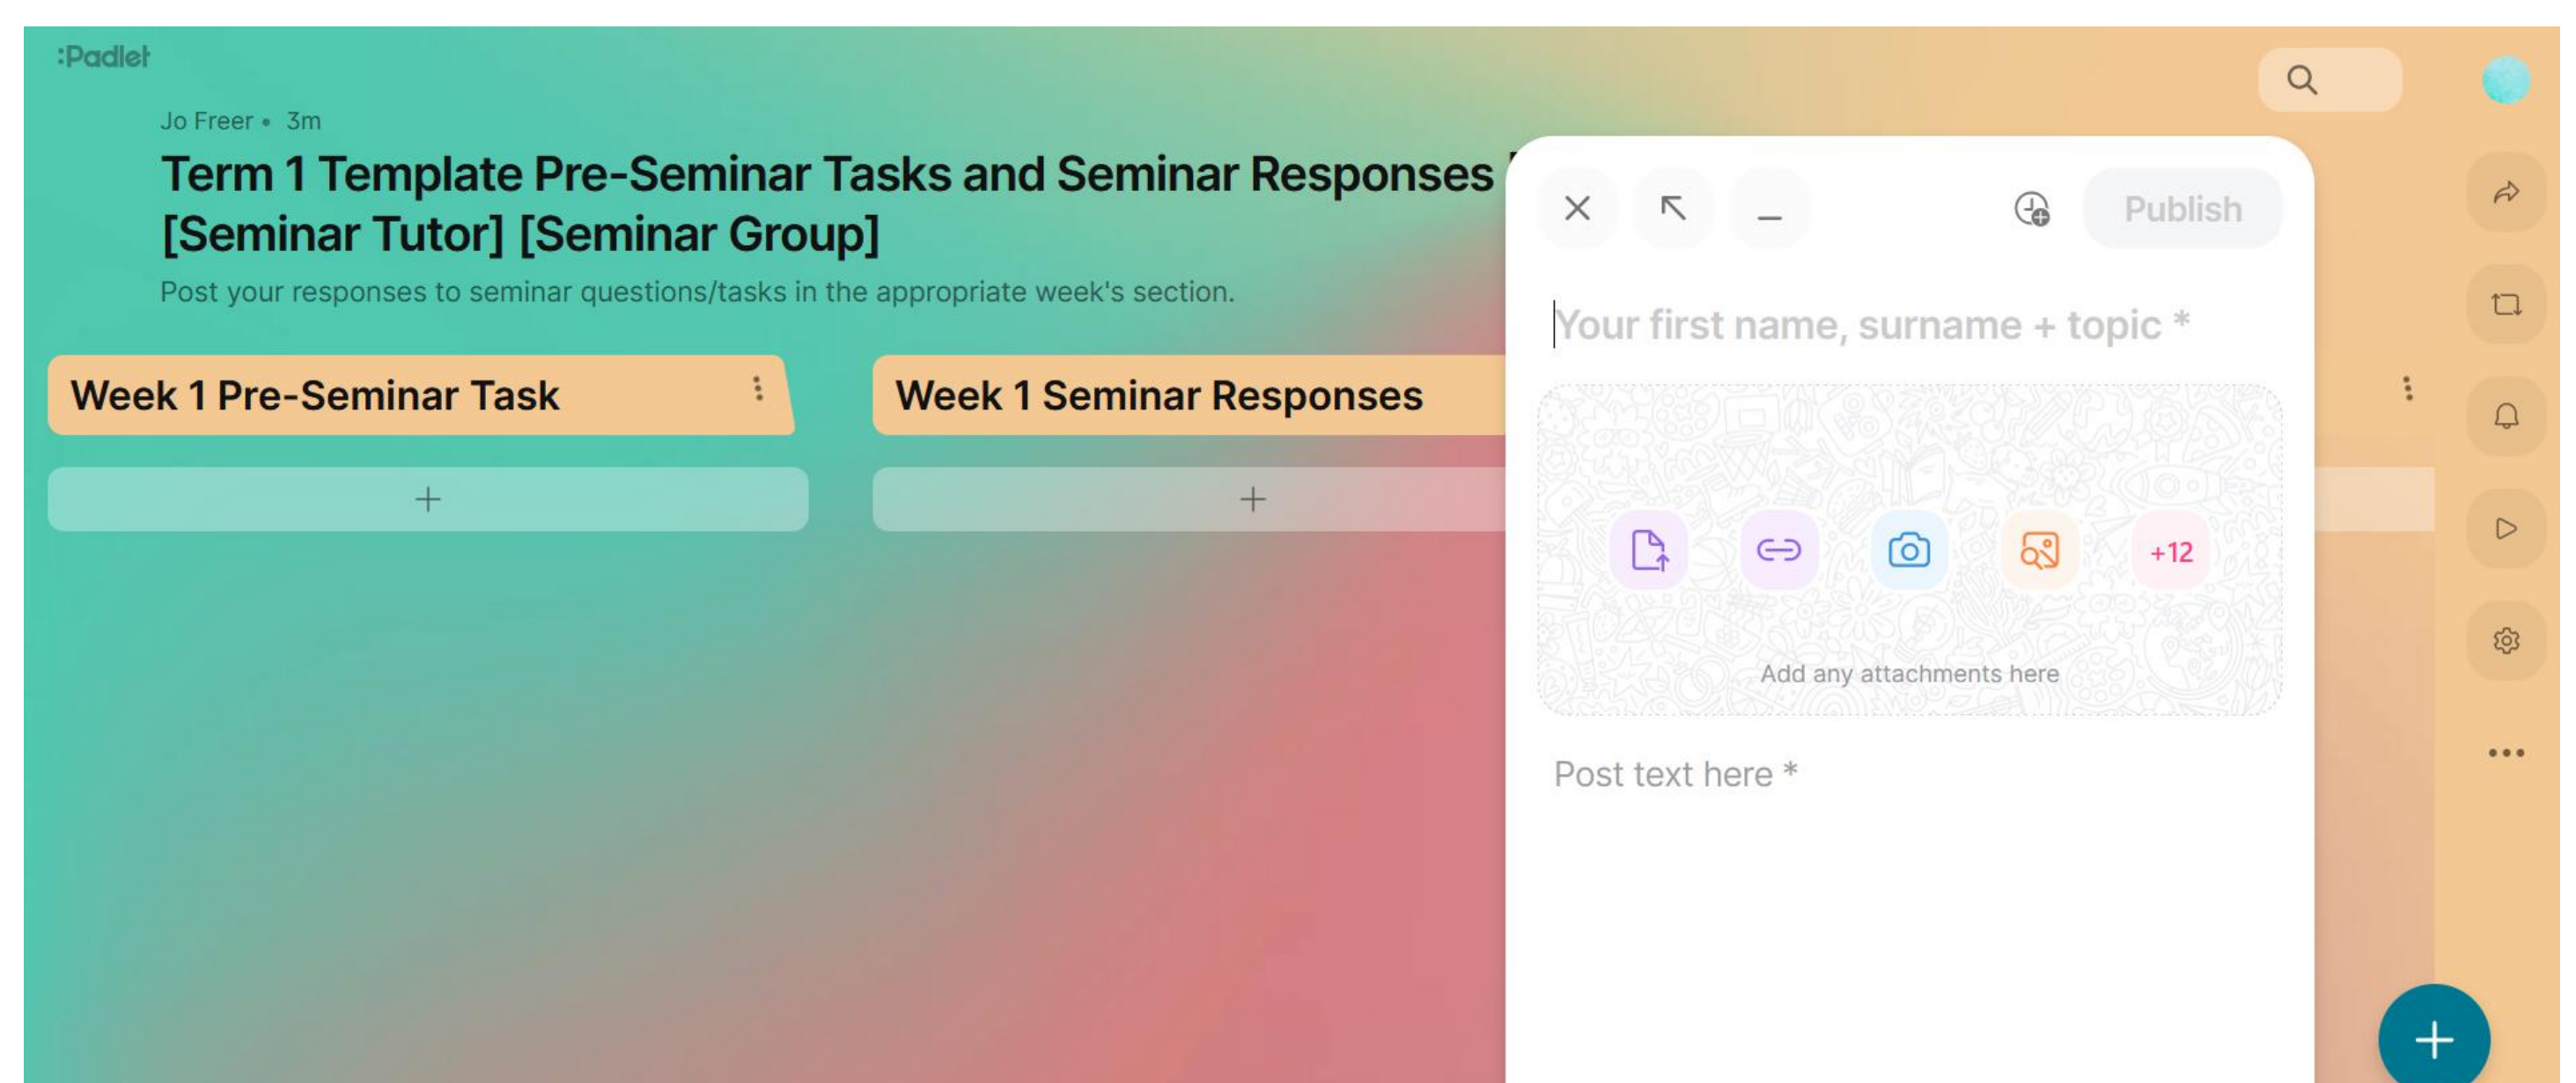 :Padlet
Jo Freer • 3m
Term 1 Template Pre-Seminar Tasks and Seminar Responses
[Seminar Tutor] [Seminar Group]
Post your responses to seminar questions/tasks in the appropriate week's section.
Week 1 Pre-Seminar Task
Week 1 Seminar Responses
Publish
Your first name, surname + topic *
+12
Add any attachments here
Post text here *